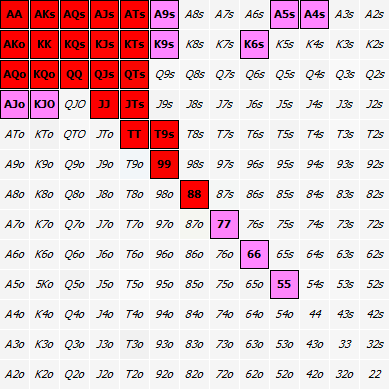 AA AKs AQs AJs ATs A9s A8s A7s A6s A5s A4s A3s A2s
AKo KK KQs KJs KTs K9s K8s K7s K6s K5s K4s K3s K2s
AQo KQo QQ QJs QTs Q9s Q8s Q7s Q6s Q5s Q4s Q3s Q2s
AJo KJO QJO JJ JTs J9s J8s J7s J6s J5s J4s J3s J2s
ATo KTo QTO JTo TT T9s T8s T7s T6s T5s T4s T3s T2s
A9o K9o Q9o J9o T9o 99 98s 97s 96s 95s 94s 93s 92s
A8o K8o Q8o J8o T8o 98o 88 87s 86s 85s 84s 83s 82s
A7o K7o Q7o J7o T7o 97o 87o 77 76s 75s 74s 73s 72s
A6o K6o Q6o J6o T6o 96o 86o 76o 66 65s 64s 63s 62s
A5o 5Ko Q5o J5o T5o 95o 85o 75o 65o 55 54s 53s 52s
A4o K4o Q4o J4o T4o 94o 84o 74o 64o 54o 44 43s 42s
A3o K3o Q3o J3o T3o 93o 83o 73o 63o 53o 43o 33 32s
A2o K2o Q2o J2o T2o 92o 82o 72o 62o 52o 42o 32o 22